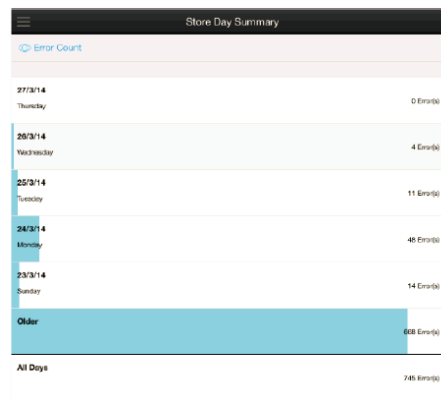 Store Day Summary
Error Count
27/3/14
Thursday
0 Error(s)
26/3/14
Wednesday
4 Error(s)
25/3/14
Tuesday
11 Error(s)
24/3/14
Monday
48 Error(s)
23/3/14
Sunday
14 Error(s)
Older
668 Error(s)
All Days
745 Error(s)